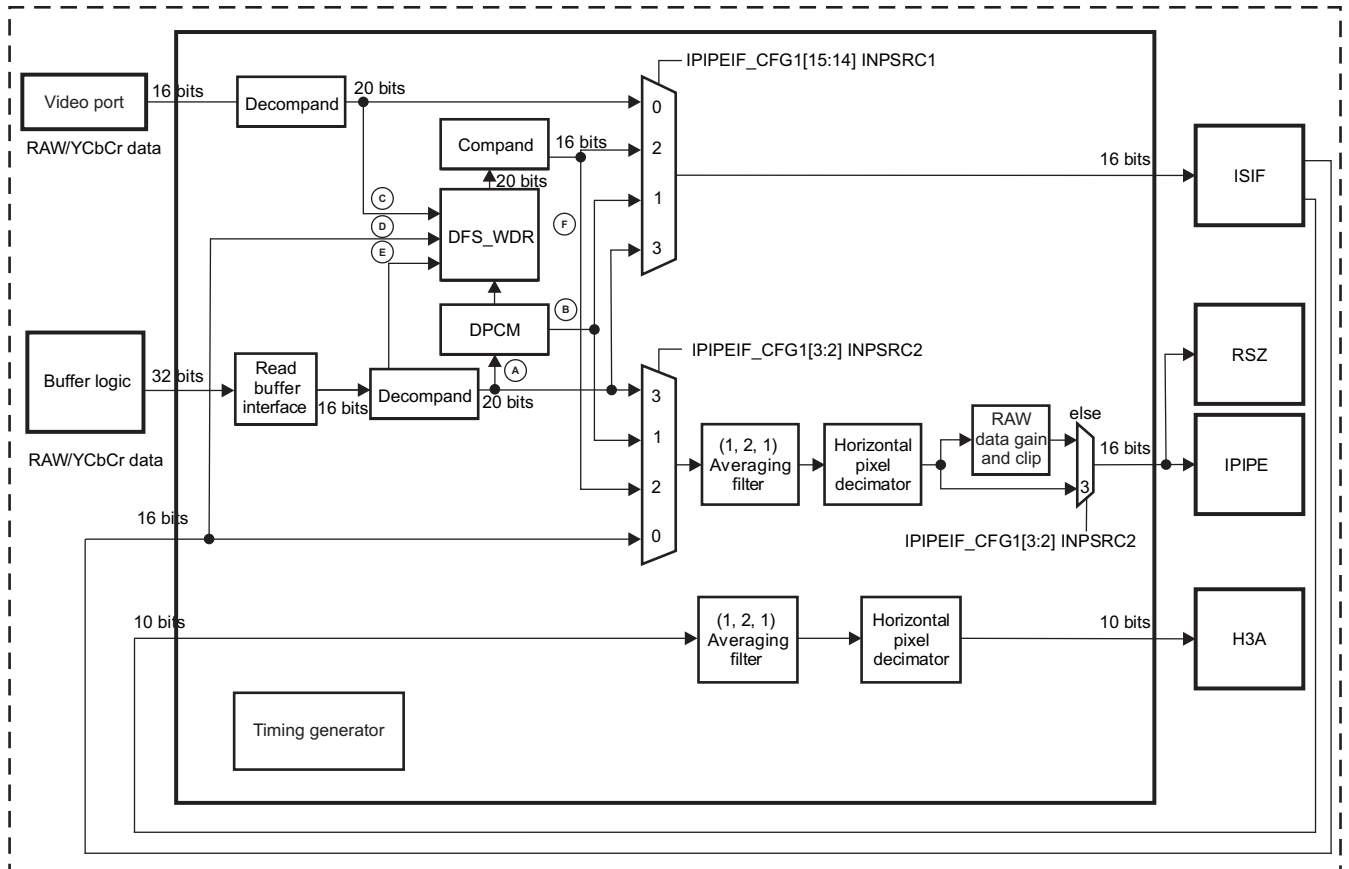 IPIPEIF_CFG1[15:14] INPSRC1
Video port
16 bits
Decompand
20 bits
RAW/YCbCr data
0
Compand
16 bits
2
20 bits
16 bits
ISIF
C
1
D
F
DFS_WDR
E
3
B
DPCM
RSZ
IPIPEIF_CFG1[3:2] INPSRC2
Buffer logic
32 bits
Read
buffer
interface
16 bits
Decompand
A
20 bits
3
RAW
data gain
and clip
else
1
(1, 2, 1)
Averaging
filter
Horizontal
pixel
decimator
16 bits
IPIPE
RAW/YCbCr data
2
3
16 bits
0
IPIPEIF_CFG1[3:2] INPSRC2
10 bits
(1, 2, 1)
Averaging
filter
Horizontal
pixel
decimator
10 bits
H3A
Timing generator